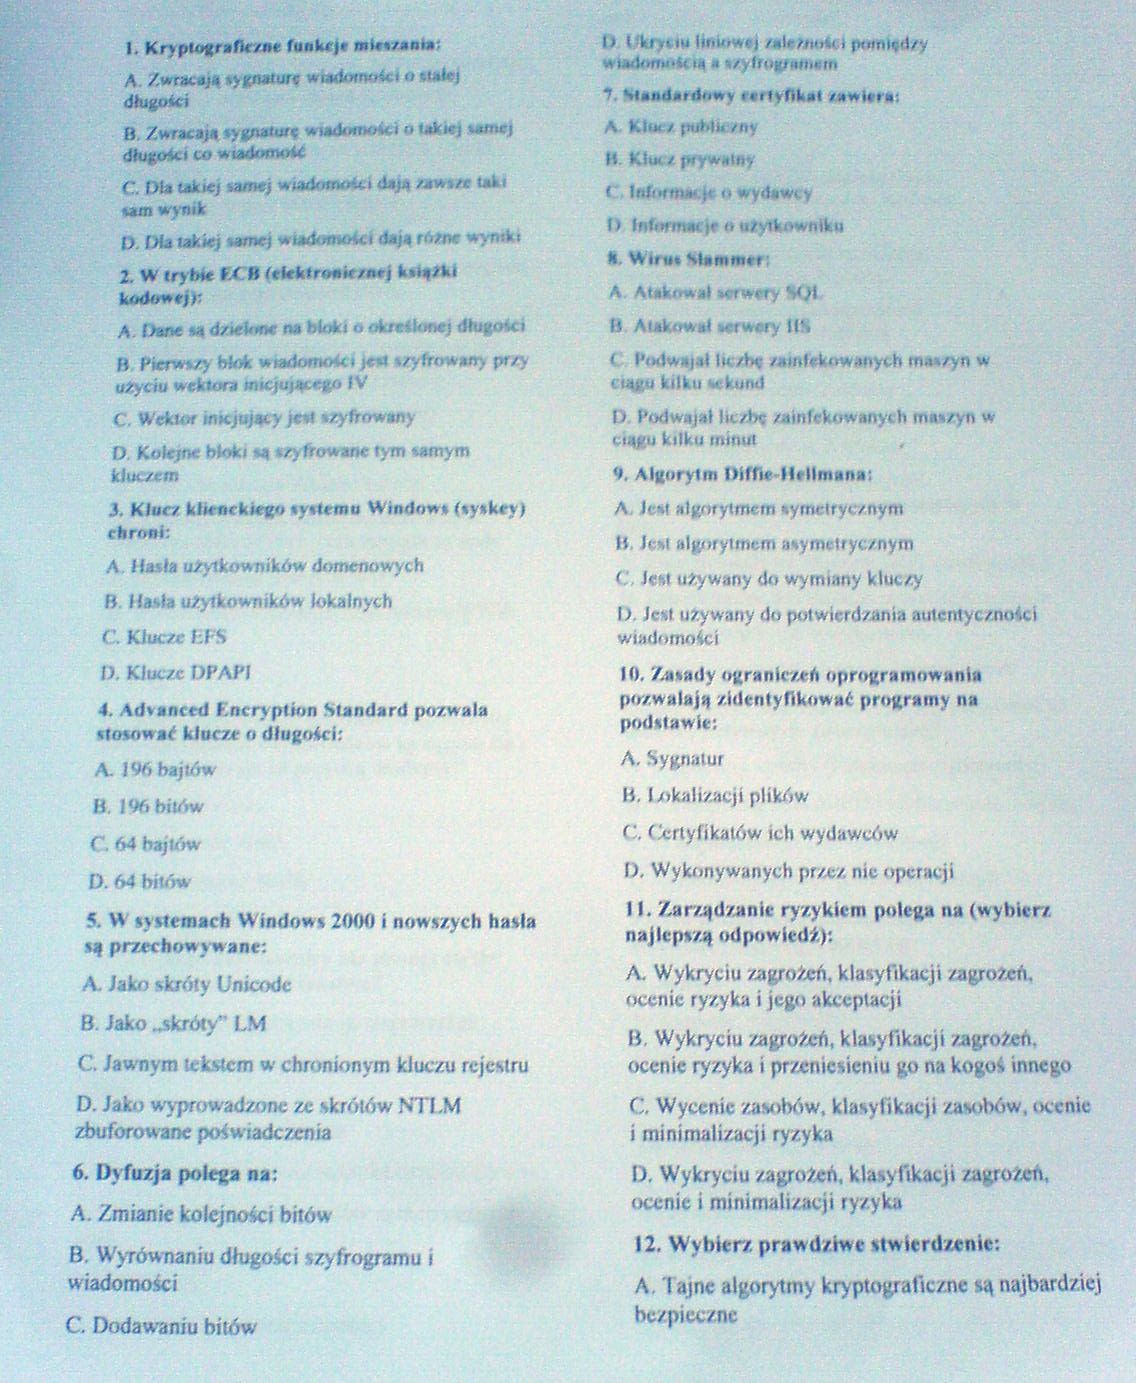 1. Kryptograficzne funkcje mieszania:
A. Zwracają sygnaturę wiadomości o stałej
długości
B. Zwracają sygnaturę wiadomości o takiej samej
długości co wiadomość
C. Dla takiej samej wiadomości dają zawsze taki
sam wynik
D. Dla takiej samej wiadomości dają różne wyniki
2. W trybie ECB (elektronicznej książki
kodowej):
A. Dane są dzielone na bloki o określonej długości
B. Pierwszy blok wiadomości jest szyfrowany przy
użyciu wektora inicjującego IV
C. Wektor inicjujący jest szyfrowany
D. Kolejne bloki są szyfrowane tym samym
kluczem
3. Klucz klienckiego systemu Windows (syskey)
chroni:
A. Hasła użytkowników domenowych
B. Hasła użytkowników lokalnych
C. Klucze EFS
D. Klucze DPAPI
4. Advanced Encryption Standard pozwala
stosować klucze o długości:
A. 196 bajtów
B. 196 bitów
C. 64 bajtów
D. 64 bitów
5. W systemach Windows 2000 i nowszych hasła
są przechowywane:
A. Jako skróty Unicode
B. Jako „skróty” LM
C. Jawnym tekstem w chronionym kluczu rejestru
D. Jako wyprowadzone ze skrótów NTLM
zbuforowane poświadczenia
6. Dyfuzja polega na:
A. Zmianie kolejności bitów
B. Wyrównaniu długości szyfrogramu i
wiadomości
C. Dodawaniu bitów
D. Ukryciu liniowej zależności pomiędzy
wiadomością a szyfrogramem
7. Standardowy certyfikat zawiera:
A. Klucz publiczny
B. Klucz prywatny
C. Informacje o wydawcy
D. Informacje o użytkowniku
8. Wirus Slammer:
A. Atakował serwery SQL
B. Atakował serwery IIS
C. Podwajał liczbę zainfekowanych maszyn w
ciągu kilku sekund
D. Podwajał liczbę zainfekowanych maszyn w
ciągu kilku minut
9. Algorytm Diffie-Hellmana:
A. Jest algorytmem symetrycznym
B. Jest algorytmem asymetrycznym
C. Jest używany do wymiany kluczy
D. Jest używany do potwierdzania autentyczności
wiadomości
10. Zasady ograniczeń oprogramowania
pozwalają zidentyfikować programy na
podstawie:
A. Sygnatur
B. Lokalizacji plików
C. Certyfikatów ich wydawców
D. Wykonywanych przez nie operacji
11. Zarządzanie ryzykiem polega na (wybierz
najlepszą odpowiedź):
A. Wykryciu zagrożeń, klasyfikacji zagrożeń,
ocenie ryzyka i jego akceptacji
B. Wykryciu zagrożeń, klasyfikacji zagrożeń,
ocenie ryzyka i przeniesieniu go na kogoś innego
C. Wycenie zasobów, klasyfikacji zasobów, ocenie
i minimalizacji ryzyka
D. Wykryciu zagrożeń, klasyfikacji zagrożeń,
ocenie i minimalizacji ryzyka
12. Wybierz prawdziwe stwierdzenie:
A. Tajne algorytmy kryptograficzne są najbardziej
bezpieczne